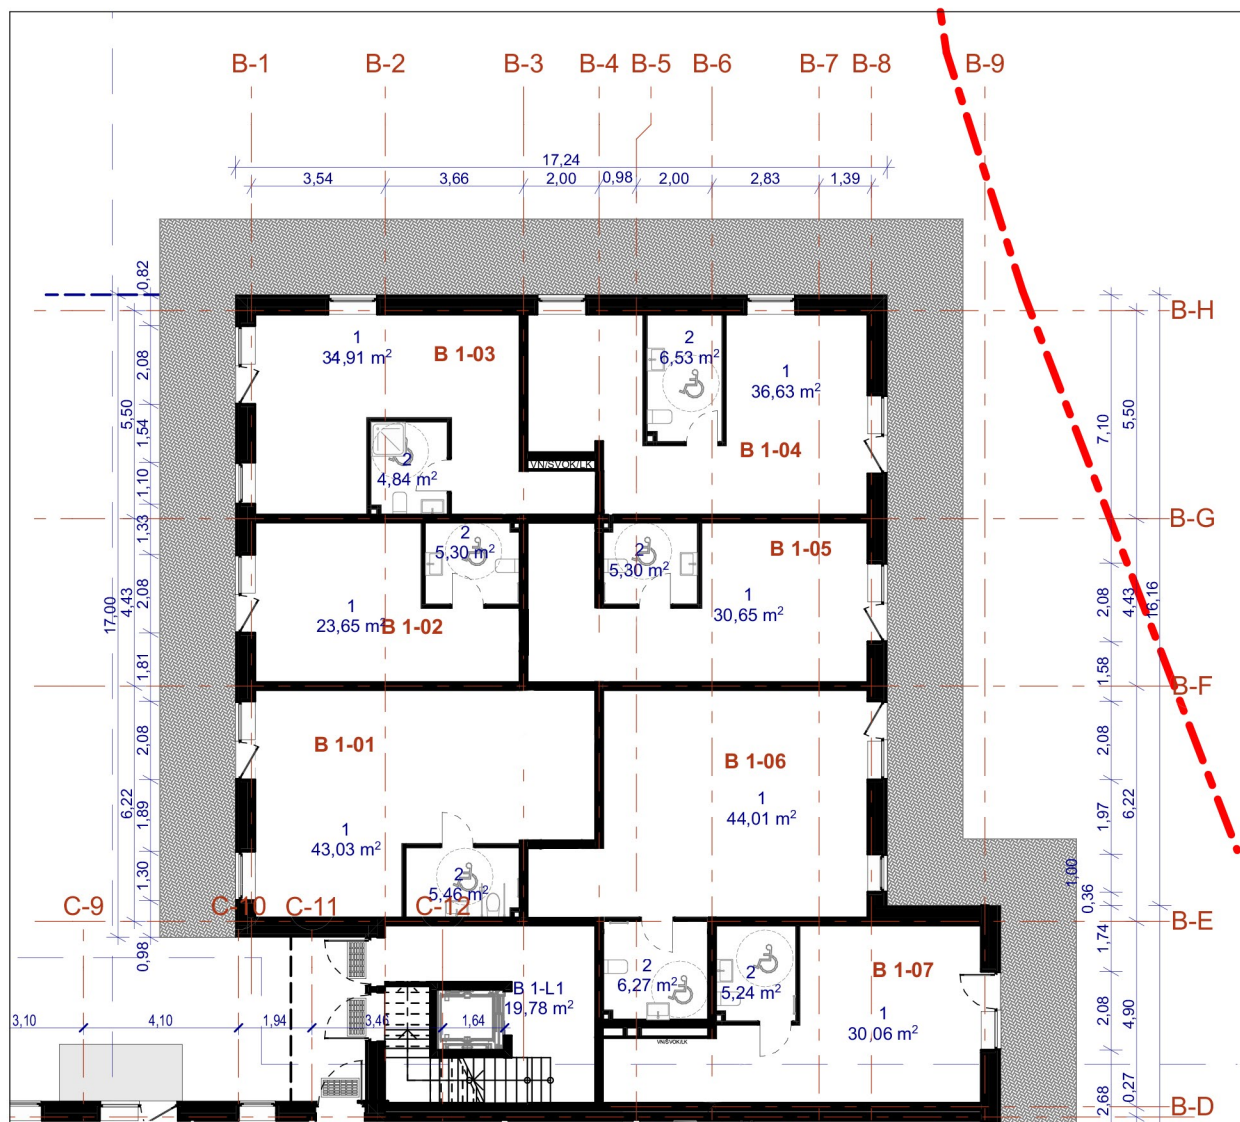 B-1 B-2 B-3 B-4 B-5 B-6 B-7 B-8 B-9
17,24
3,54 3,66 2,00 0,98 2,00 2,83 1,39
0,82
B-H
1
34,91 m²
B 1-03
2
6,53 m²
1
36,63 m²
B 1-04
2
4,84 m²
VN/ŠVOK/ŁK
2,08
5,50
1,54
1,10
7,10
5,50
B-G
1,33
2
5,30 m²
2
5,30 m²
B 1-05
1
23,65 m²
B 1-02
1
30,65 m²
17,00
4,43
2,08
1,81
2,08
4,43
16,16
1,58
B-F
B 1-01
B 1-06
1
43,03 m²
1
44,01 m²
2
5,46 m²
2,08
6,22
1,89
1,30
2,08
6,22
1,97
1,00
0,36
C-9 C-10 C-11 C-12
B-E
0,98
1,74
B 1-07
2
6,27 m²
2
5,24 m²
B 1-L1
19,78 m²
1
30,06 m²
3,10 4,10 1,94 3,46 1,64
VN/ŠVOK/ŁK
2,08
4,90
2,68
0,27
B-D